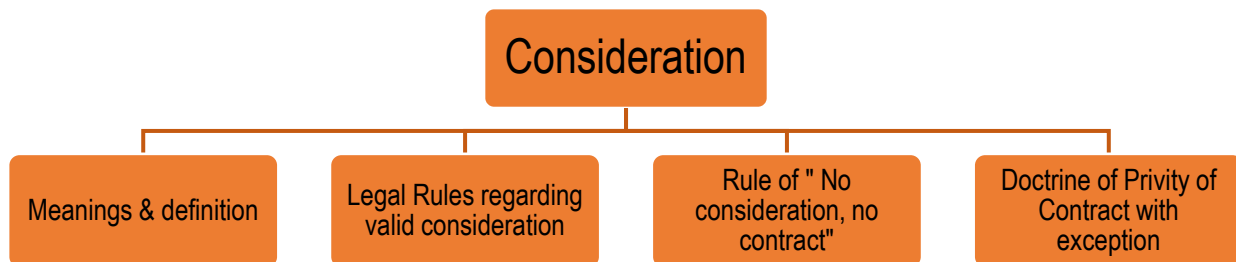 Consideration
Meanings & definition
Legal Rules regarding
valid consideration
Rule of " No
consideration, no
contract"
Doctrine of Privity of
Contract with
exception